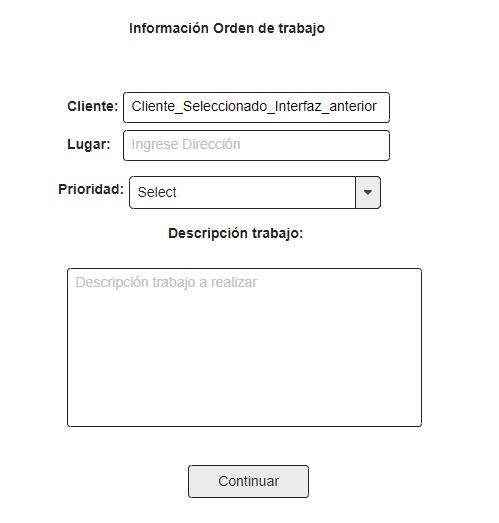 Información Orden de trabajo
Cliente: Cliente_Seleccionado_Interfaz_anterior
Lugar: Ingrese Dirección
Prioridad: Select
Descripción trabajo:
Descripción trabajo a realizar
Continuar